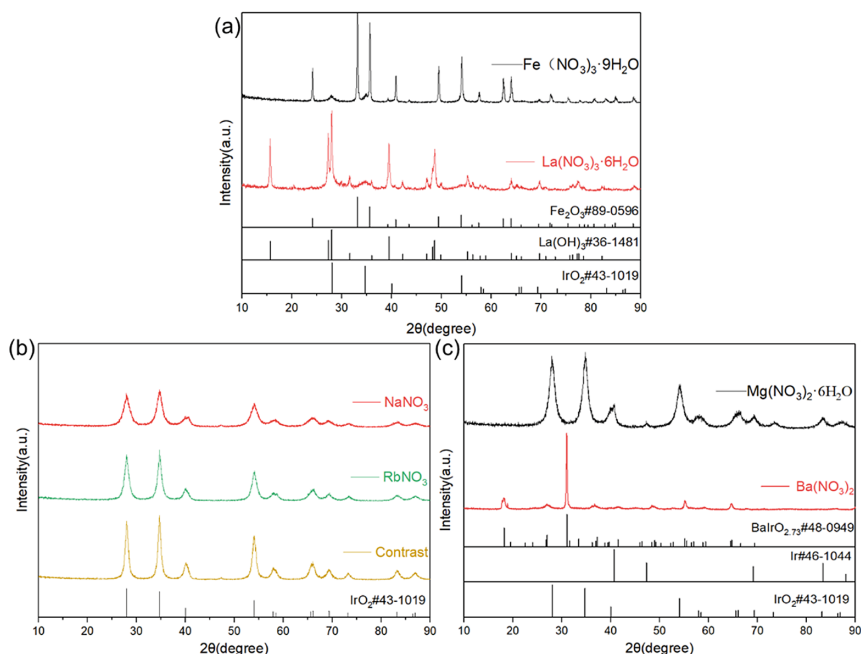 (a)
Fe（NO₃)₃·9H₂O
La(NO₃)₃·6H₂O
Fe₂O₃#89-0596
La(OH)₃#36-1481
IrO₂#43-1019
Intensity(a.u.)
10 20 30 40 50 60 70 80 90
2θ(degree)
(b)
NaNO₃
RbNO₃
Contrast
IrO₂#43-1019
Intensity(a.u.)
10 20 30 40 50 60 70 80 90
2θ(degree)
(c)
Mg(NO₃)₂·6H₂O
Ba(NO₃)₂
BaIrO₂.₇₃#48-0949
Ir#46-1044
IrO₂#43-1019
Intensity(a.u.)
10 20 30 40 50 60 70 80 90
2θ(degree)